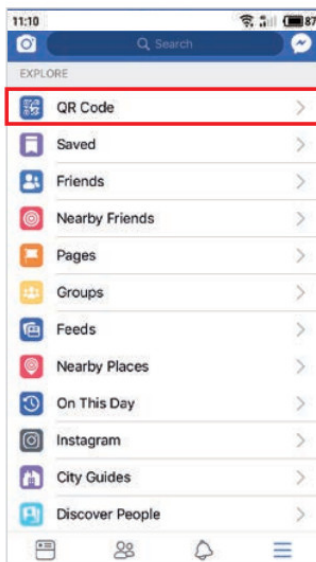 11:10
87
Search
EXPLORE
QR Code
Saved
Friends
Nearby Friends
Pages
Groups
Feeds
Nearby Places
On This Day
Instagram
City Guides
Discover People